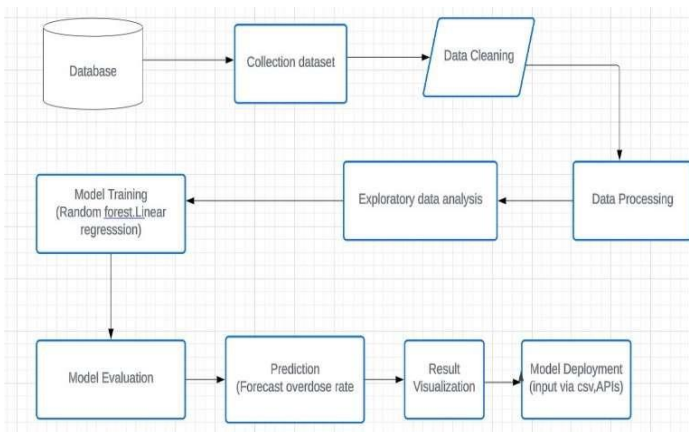 Database
Collection dataset
Data Cleaning
Data Processing
Exploratory data analysis
Model Training
(Random forest.Linear
regresssion)
Model Evaluation
Prediction
(Forecast overdose rate
Result
Visualization
Model Deployment
(input via csv,APIs)